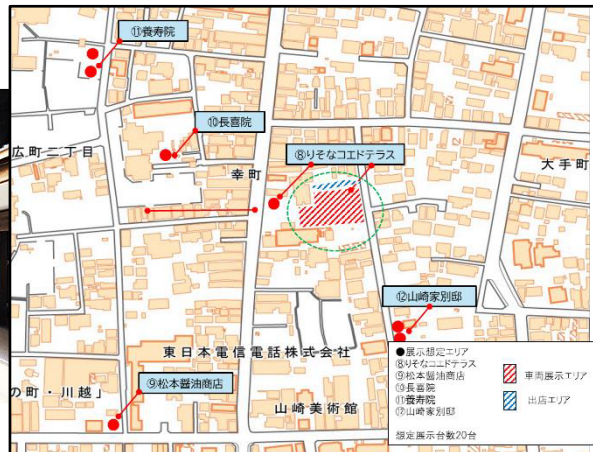 ⑪養寿院
⑩長喜院
広町二丁目
幸町
⑧りそなコエドテラス
大手町
⑫山崎家別邸
東日本電信電話株式会社
の町・川越」
⑨松本醤油商店
山崎美術館
●展示想定エリア
⑧りそなコエドテラス
⑨松本醤油商店
⑩長喜院
⑪養寿院
⑫山崎家別邸
想定展示台数20台
車両展示エリア
出店エリア